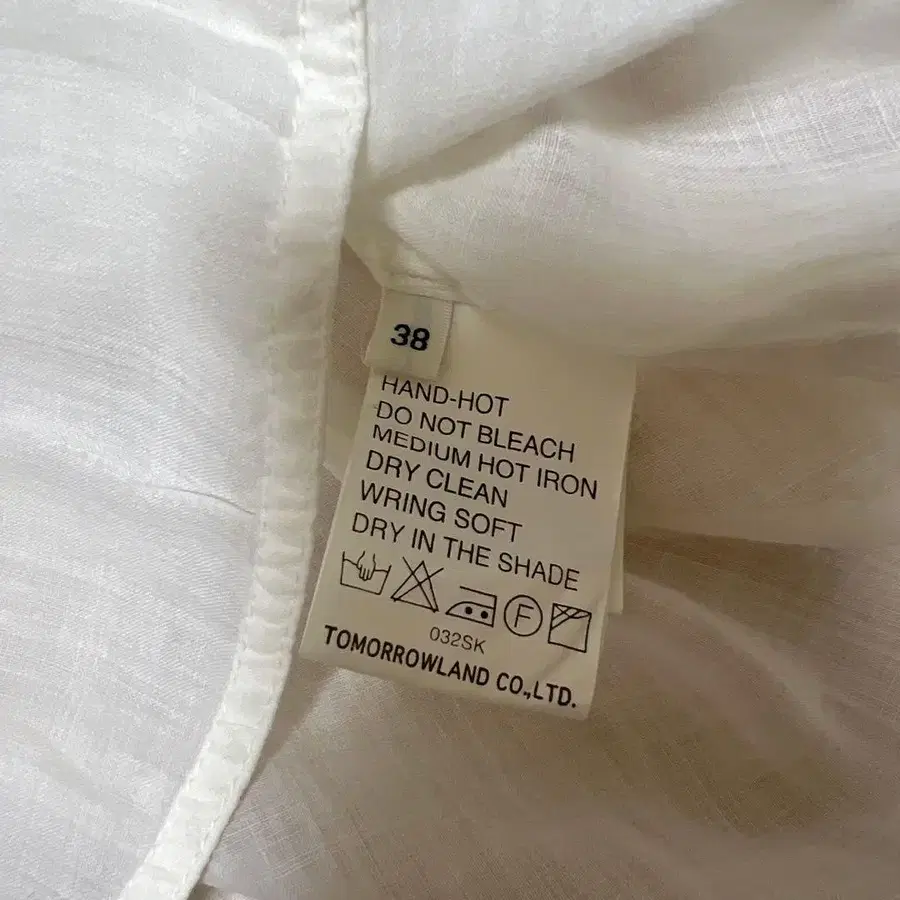 38
HAND-HOT
DO NOT BLEACH
MEDIUM HOT IRON
DRY CLEAN
WRING SOFT
DRY IN THE SHADE
F
032SK
TOMORROWLAND CO.,LTD.